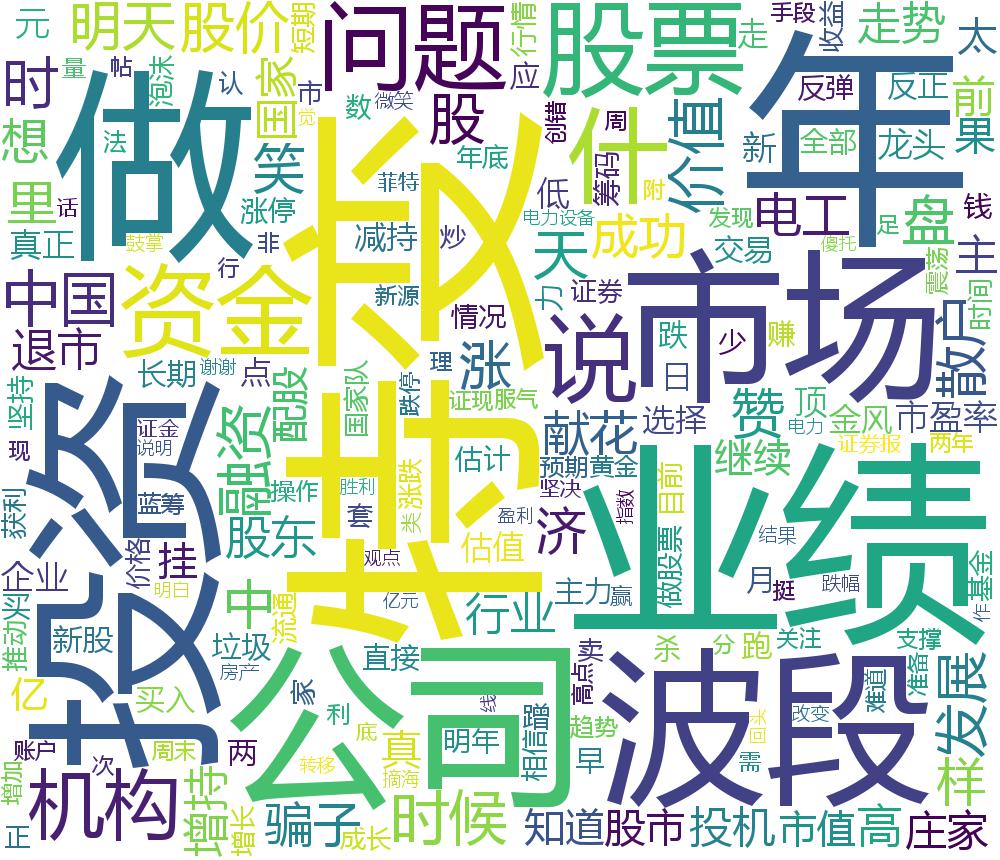 元
明天
股价
短期
问题
行情
股票
走
手段
收益
走势
太
时
量
帖
泡沫
认
国家
市
数
微笑
股
应
什
创错
周
价值
年
反弹
反正
前
想
法
做
觉
笑
年底
筹码
新
全部
龙头
果
里
话
涨停
菲特
低
附
电力设备
发现
电工
足
盘
钱
真正
鼓掌
非
减持
炒
成功
交易
傻托
主
中国
行
没
天
力
证券
市场
震荡
时间
资金
新源
情况
说
跌
少
赚
散户
退市
长期
谢谢
点
国家队
跌停
理
涨
日
坚持
投资
证金
说明
融资
配股
持
涨跌
证现
服气
献花
选择
赞
顶
电力
金风
市盈率
现
获利
蓝筹
操作
胜利
套
类
估计
预期
黄金
坚决
继续
目前
证券报
两年
股东
盈利
指数
业绩
结果
企业
价格
挂
明白
中
流通
观点
亿元
估值
济
做股票
月
挺
跌幅
作
基金
推动
米
新股
垃圾
房产
行业
主力
赢
亿
买入
公司
直接
卖
高点
杀
分
跑
关注
支撑
准备
难道
发展
家
利
底
真
明年
线
相信
蹭
趋势
波段
回头
改变
账户
周末
次
两
转移
摘海
早
需
样
增加
正
机构
增持
增长
骗子
成长
时候
知道
股市
投机
市值
高
庄家